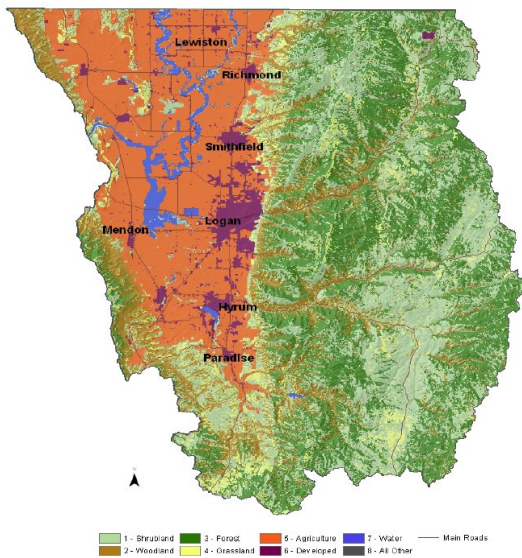 Lewiston
Richmond
Smithfield
Logan
Mendon
Hyrum
Paradise
1 - Shrubland 3 - Forest 5 - Agriculture 7 - Water Main Roads
2 - Woodland 4 - Grassland 6 - Developed 8 - All Other